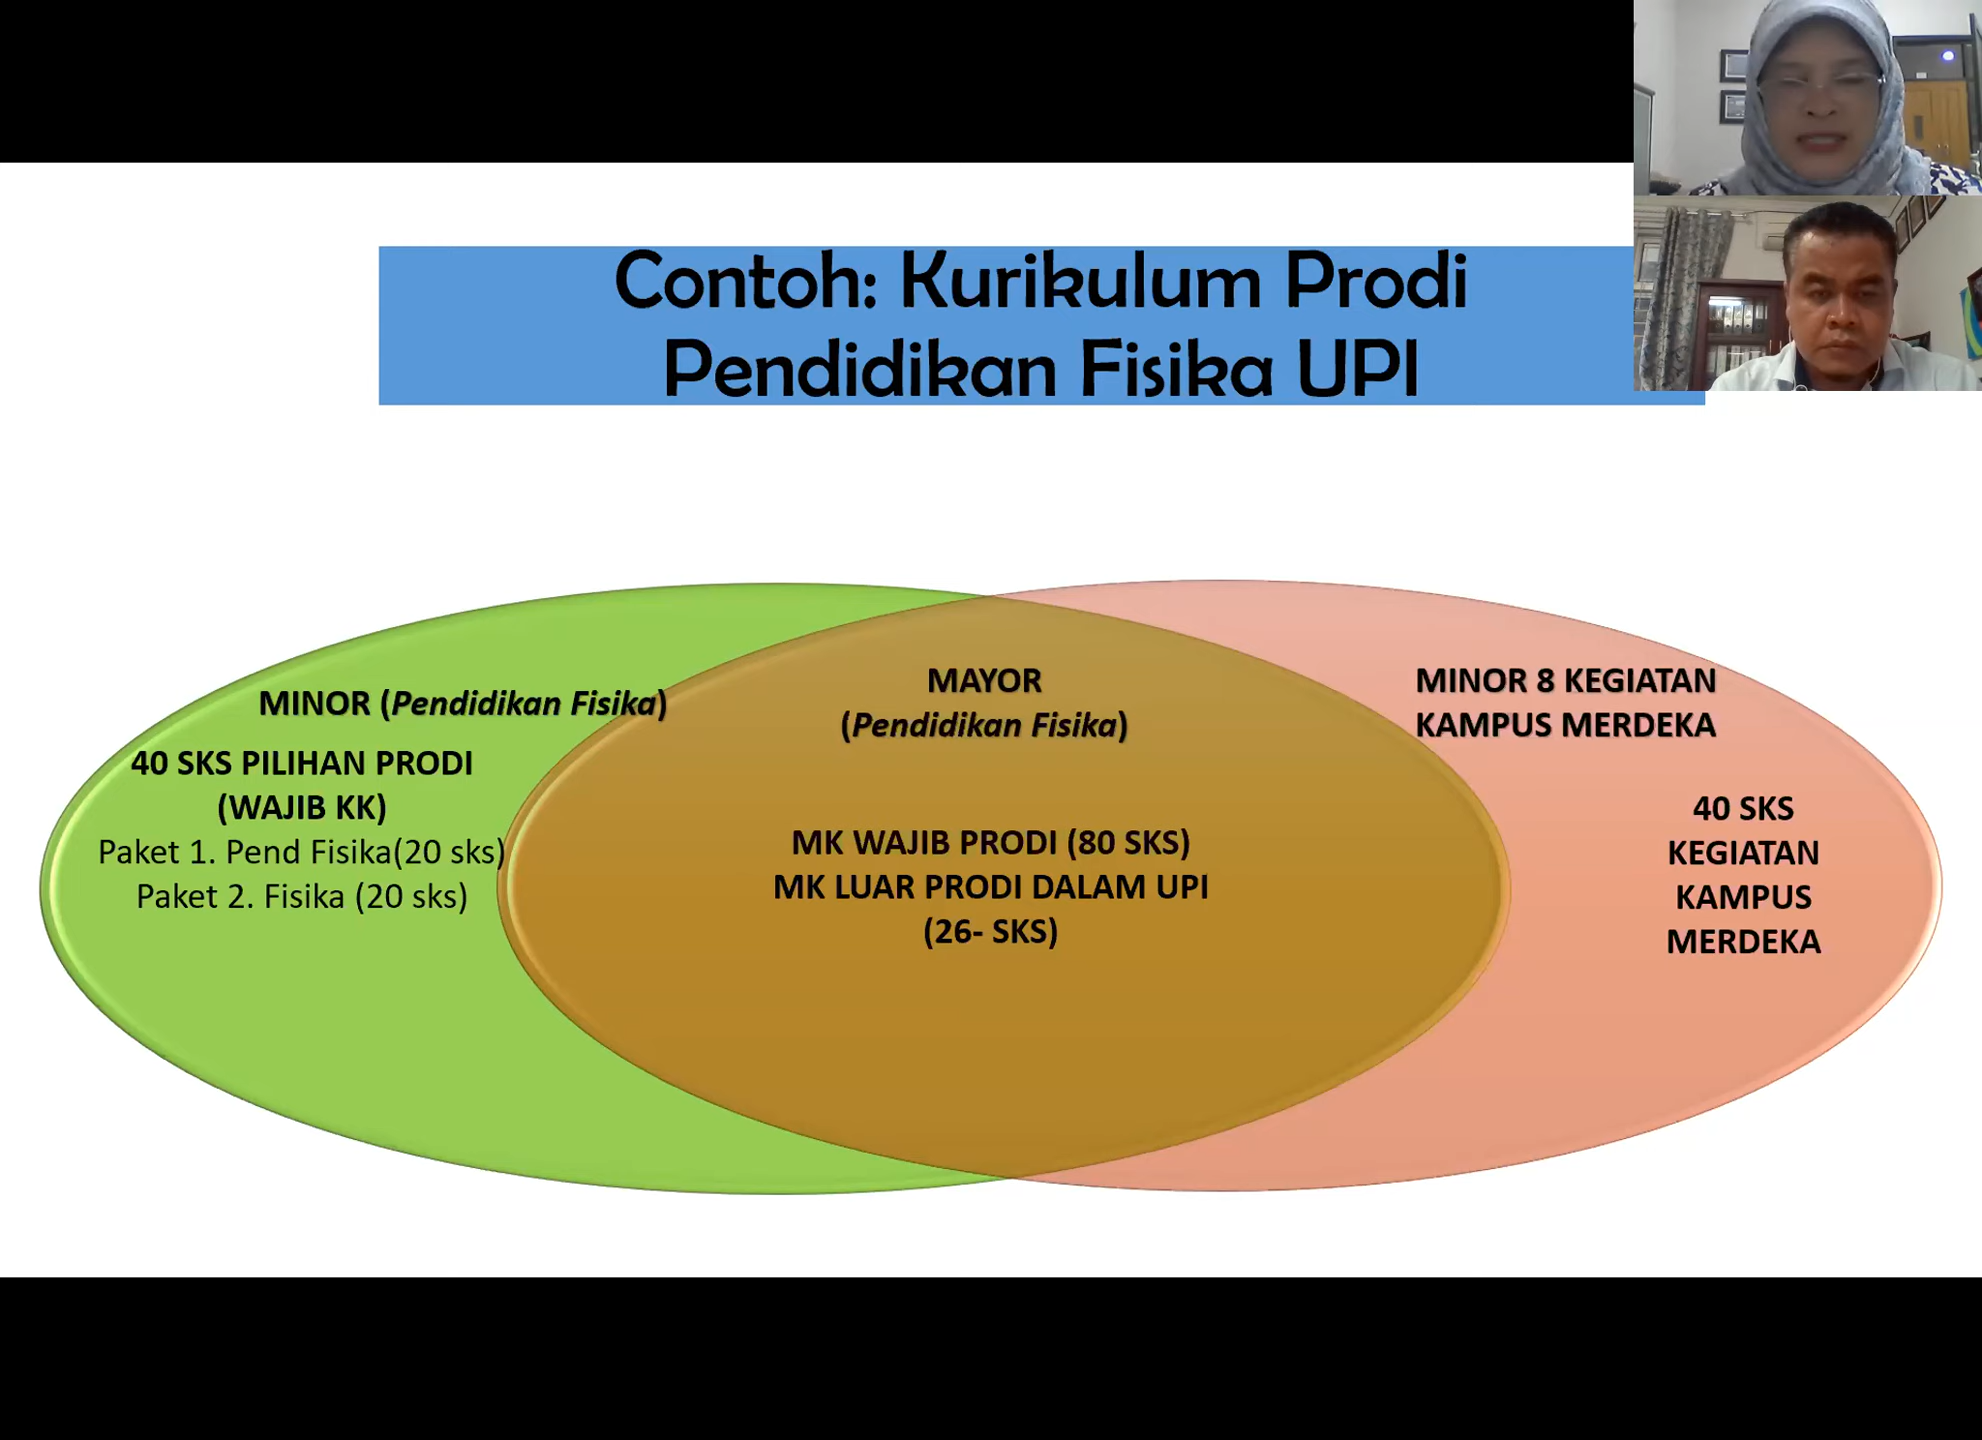 Contoh: Kurikulum Prodi
Pendidikan Fisika UPI
MINOR (Pendidikan Fisika)
40 SKS PILIHAN PRODI
(WAJIB KK)
Paket 1. Pend Fisika(20 sks)
Paket 2. Fisika (20 sks)
MAYOR
(Pendidikan Fisika)
MK WAJIB PRODI (80 SKS)
MK LUAR PRODI DALAM UPI
(26- SKS)
MINOR 8 KEGIATAN
KAMPUS MERDEKA
40 SKS
KEGIATAN
KAMPUS
MERDEKA